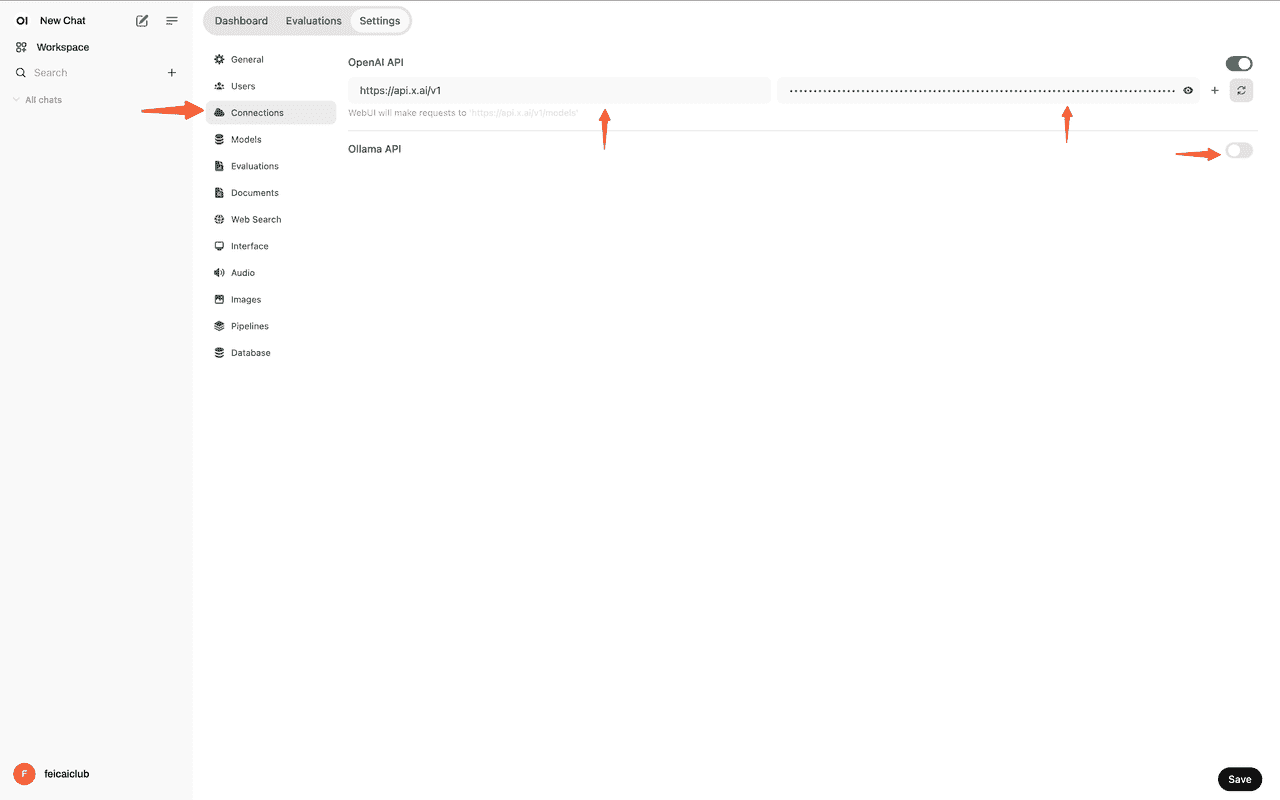 OI New Chat
Workspace
Search
All chats
feicaiclub
F
Dashboard Evaluations Settings
General
Users
Connections
Models
Evaluations
Documents
Web Search
Interface
Audio
Images
Pipelines
Database
OpenAI API
https://api.x.ai/v1
WebUI will make requests to 'https://api.x.ai/v1/models'
Ollama API
Save